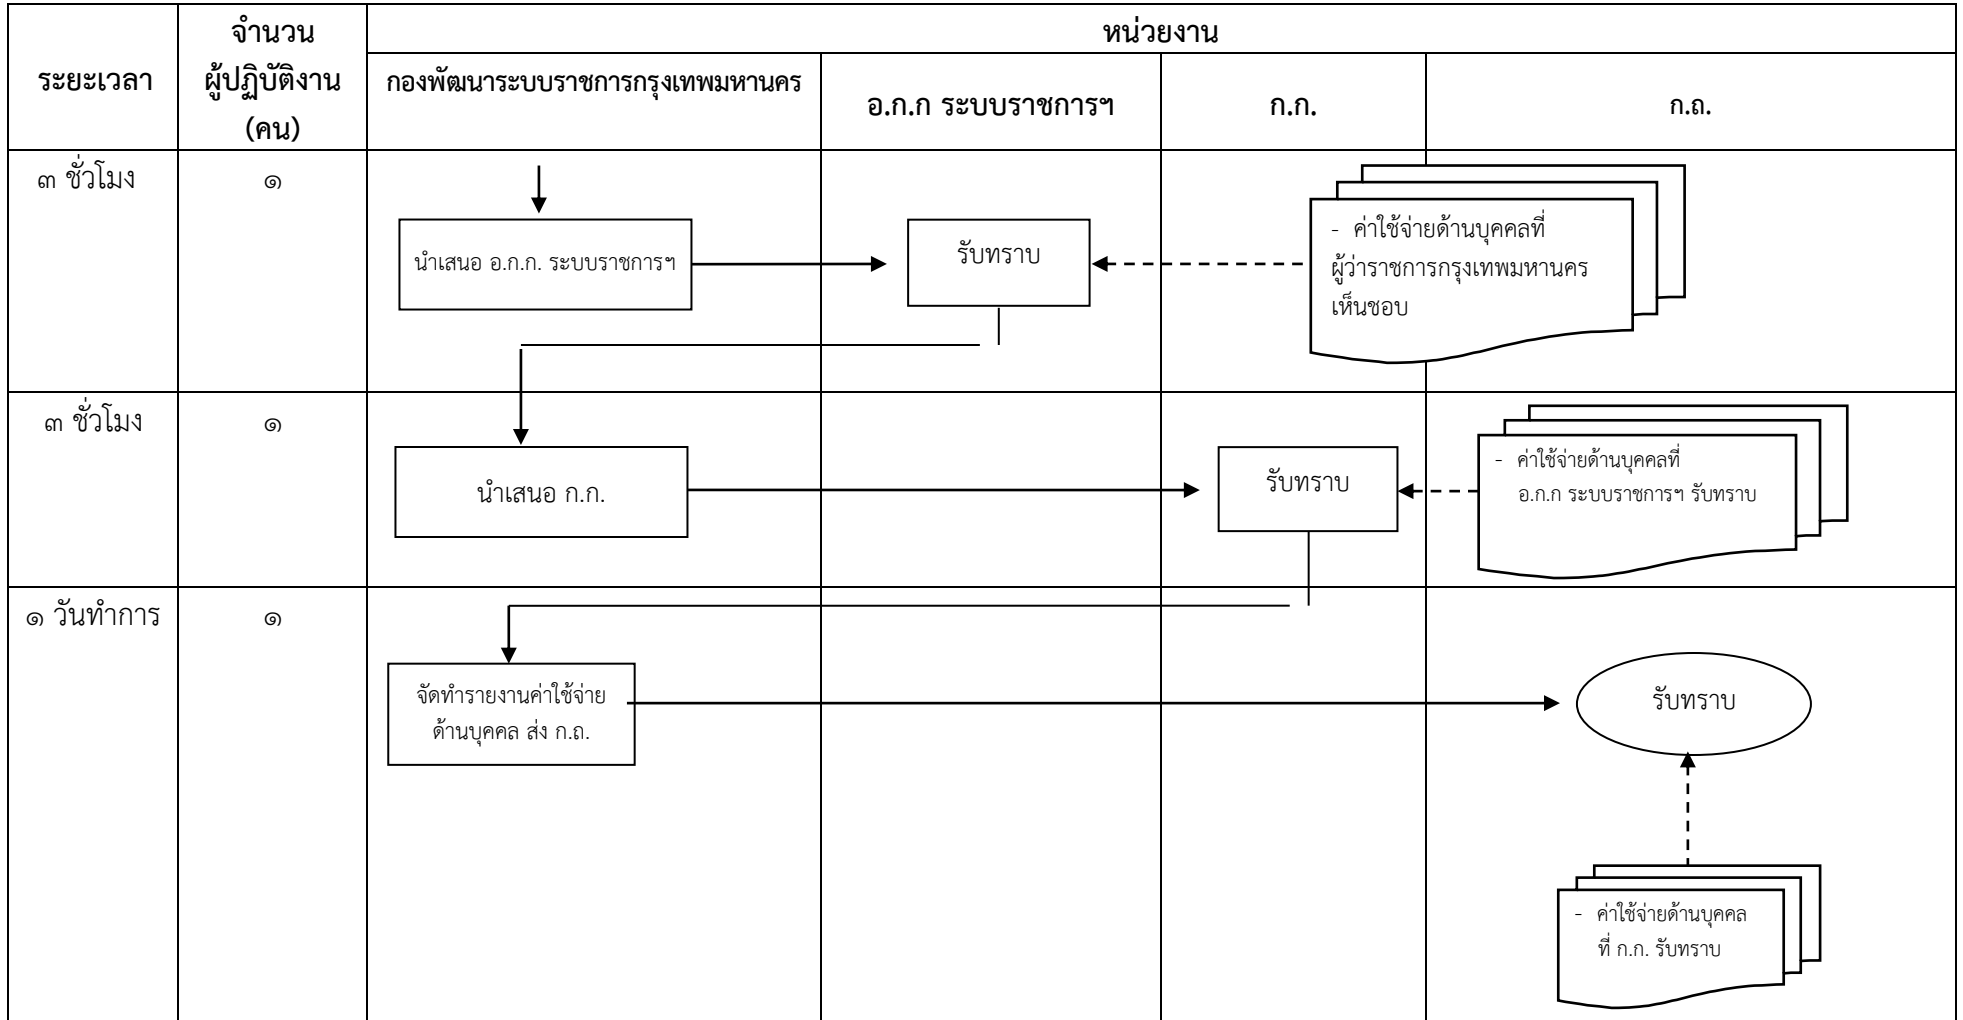 ระยะเวลา
จำนวน
ผู้ปฏิบัติงาน
(คน)
หน่วยงาน
กองพัฒนาระบบราชการกรุงเทพมหานคร
อ.ก.ก ระบบราชการฯ
ก.ก.
ก.ถ.
๓ ชั่วโมง
๑
นำเสนอ อ.ก.ก. ระบบราชการฯ
รับทราบ
- ค่าใช้จ่ายด้านบุคคลที่
ผู้ว่าราชการกรุงเทพมหานคร
เห็นชอบ
๓ ชั่วโมง
๑
นำเสนอ ก.ก.
รับทราบ
- ค่าใช้จ่ายด้านบุคคลที่
อ.ก.ก ระบบราชการฯ รับทราบ
๑ วันทำการ
๑
จัดทำรายงานค่าใช้จ่าย
ด้านบุคคล ส่ง ก.ถ.
รับทราบ
- ค่าใช้จ่ายด้านบุคคล
ที่ ก.ก. รับทราบ